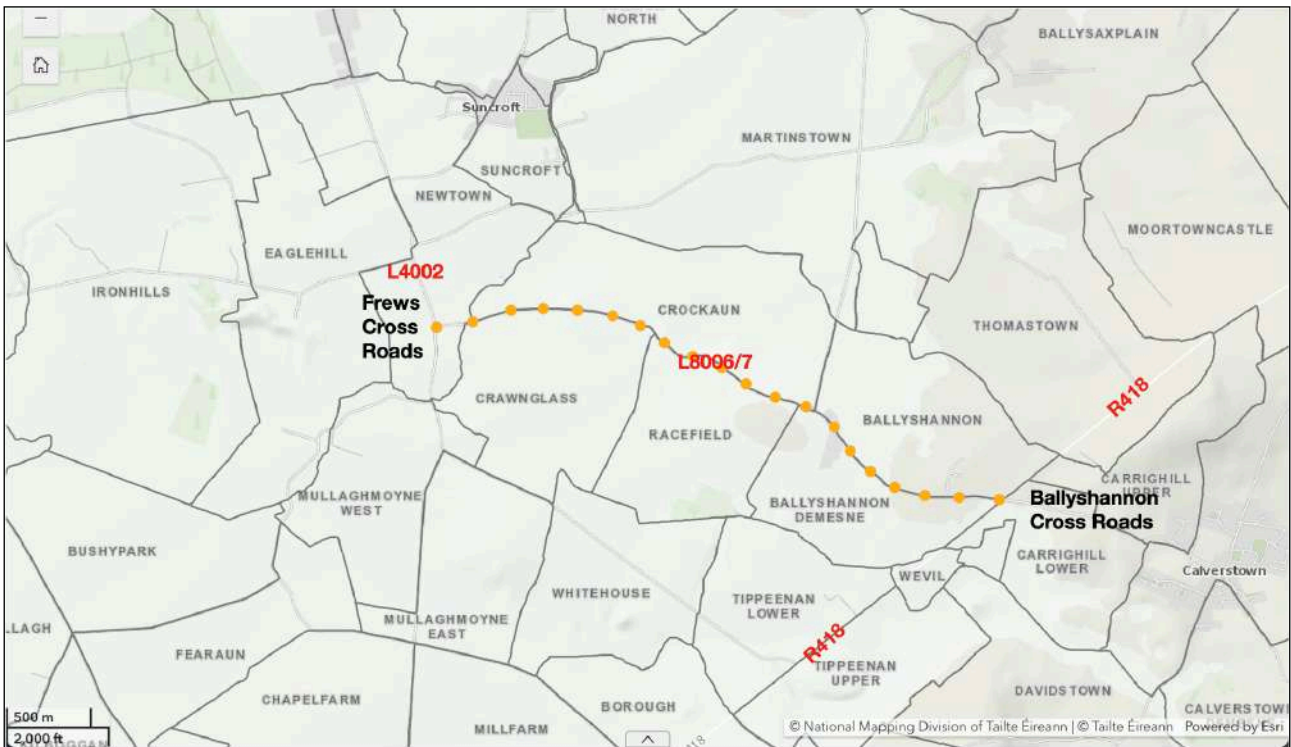 NORTH
BALLYSAXPLAIN
Suncroft
MARTINSTOWN
SUNCROFT
NEWTOWN
MOORTOWNCASTLE
EAGLEHILL
L4002
IRONHILLS
Frews
Cross
Roads
CROCKAUN
THOMASTOWN
L8006/7
R418
CRAWNGLASS
BALLYSHANNON
RACEFIELD
CARRIGHILL
UPPER
MULLAGHMOYNE
WEST
BALLYSHANNON
DEMESNE
Ballyshannon
Cross Roads
BUSHYPARK
CARRIGHILL
LOWER
Calverstown
WEVIL
WHITEHOUSE
TIPPEENAN
LOWER
LLAGH
MULLAGHMOYNE
EAST
R418
FEARAUN
TIPPEENAN
UPPER
CHAPELFARM
DAVIDSTOWN
BOROUGH
CALVERSTOWN
500 m
MILLFARM
© National Mapping Division of Tailte Éireann | © Tailte Éireann Powered by Esri
2,000 ft